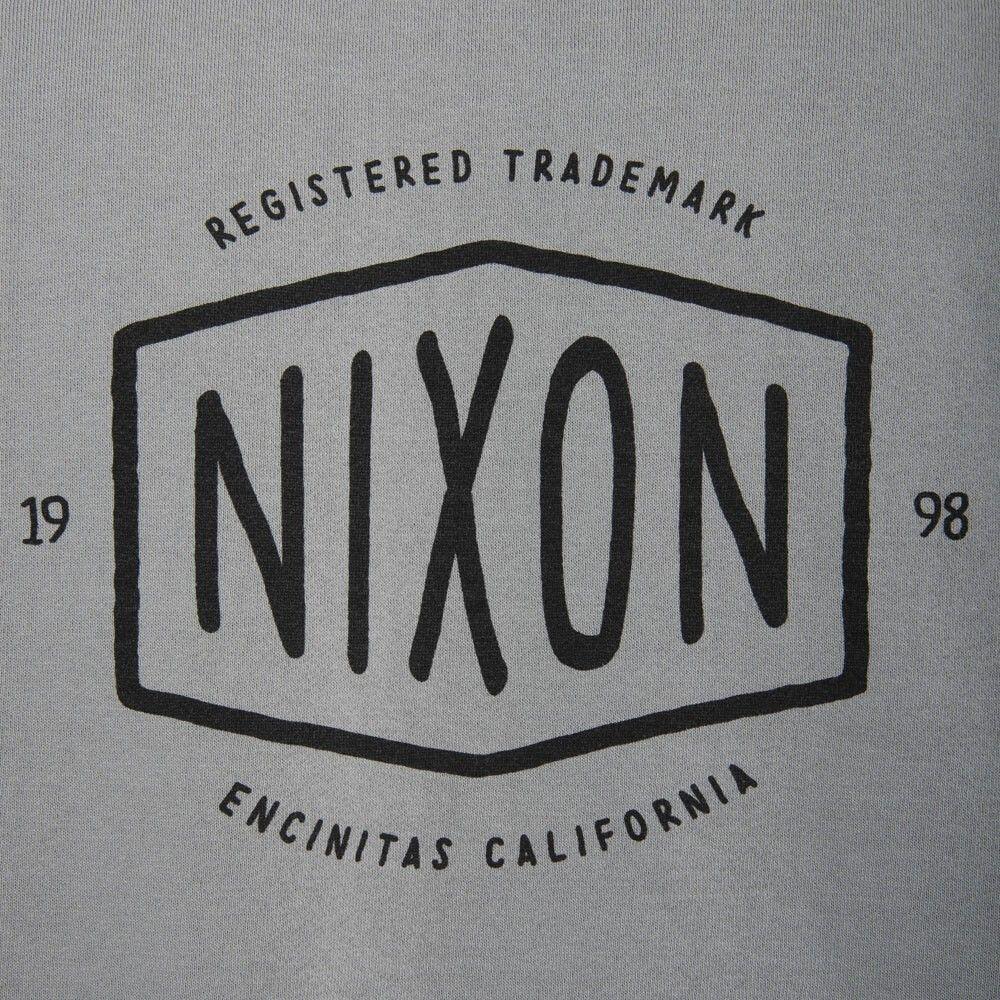 REGISTERED TRADEMARK
NIXON
19 98
ENCINITAS CALIFORNIA